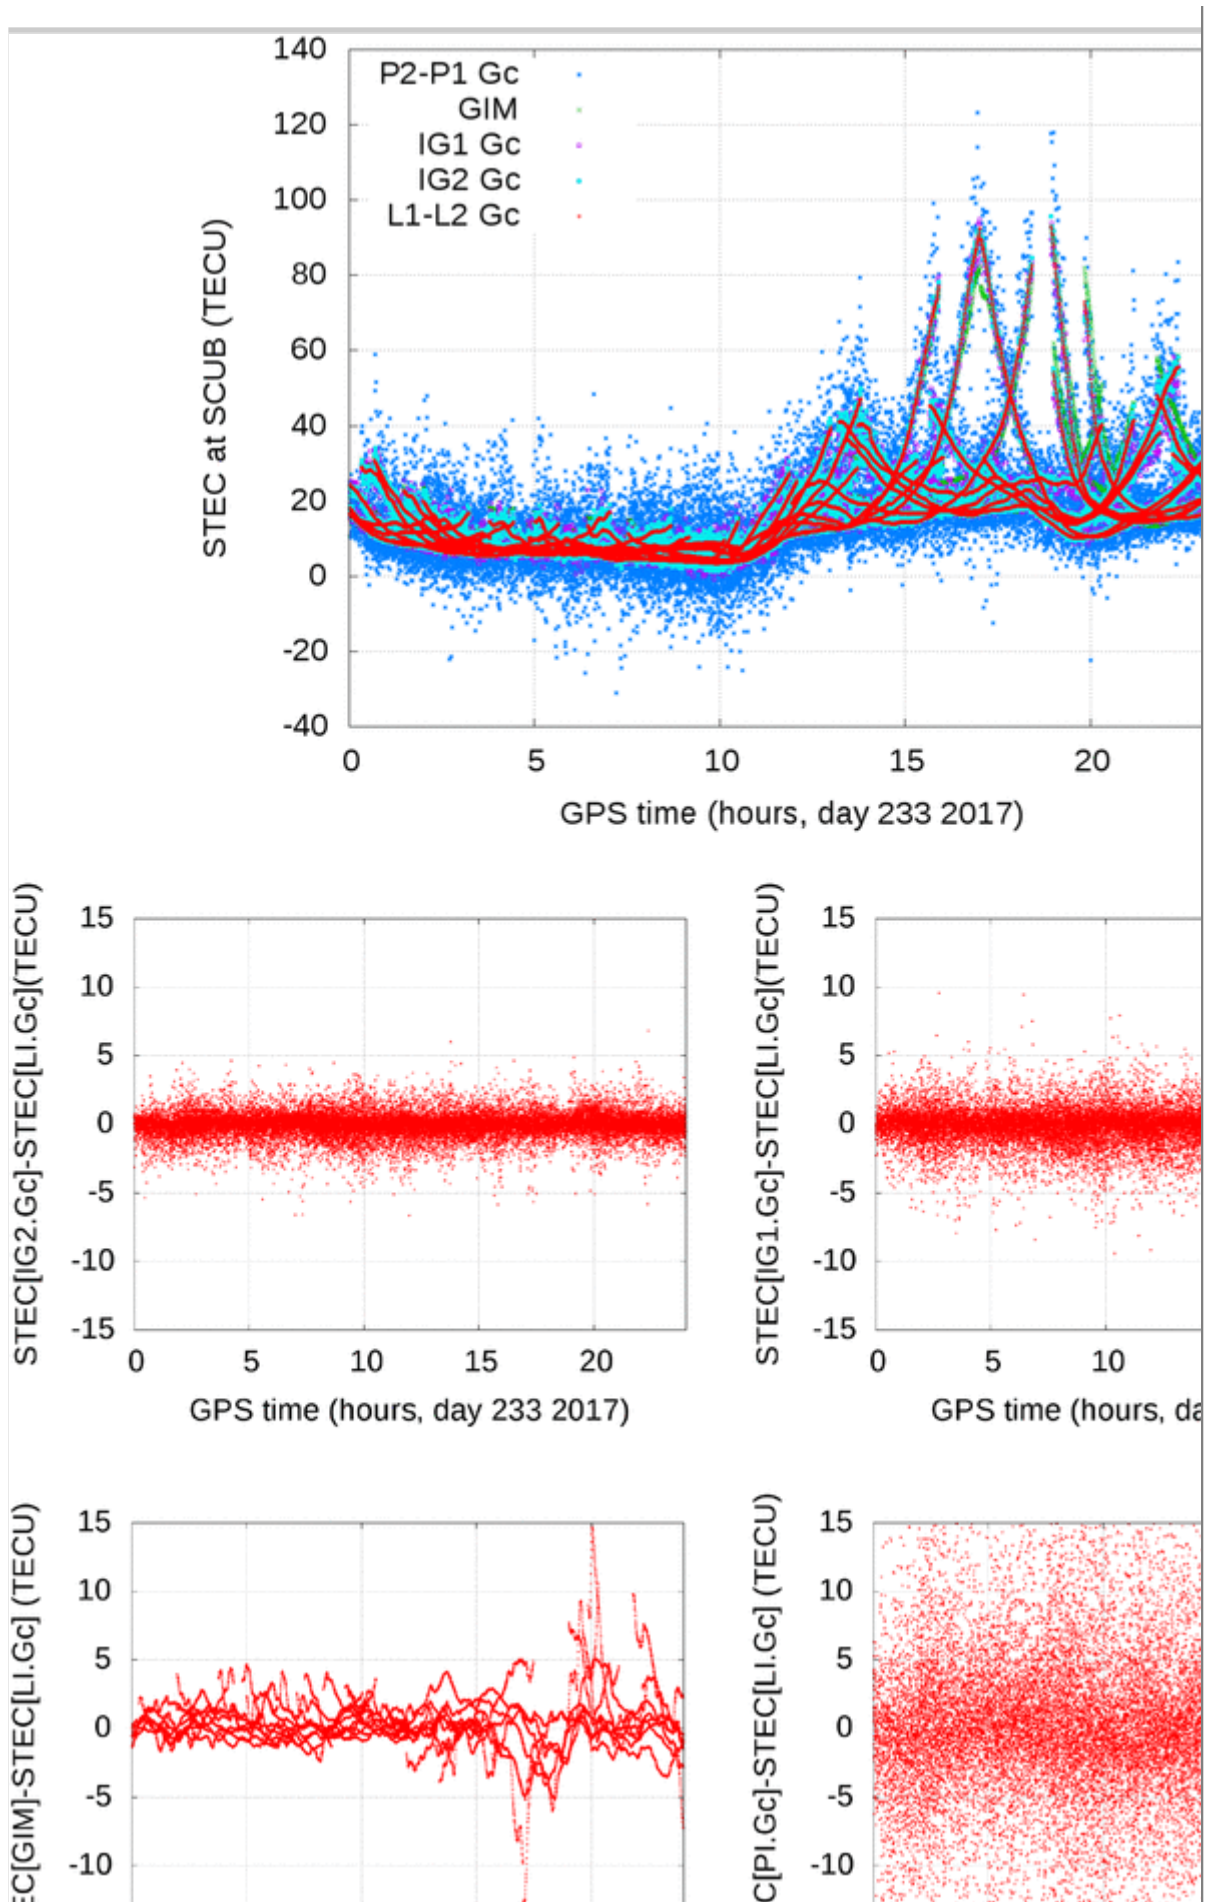 140
120
100
80
60
40
20
0
-20
-40
P2-P1 Gc
GIM
IG1 Gc
IG2 Gc
L1-L2 Gc
STEC at SCUB (TECU)
0 5 10 15 20
GPS time (hours, day 233 2017)
STEC[IG2.Gc]-STEC[LI.Gc](TECU)
15
10
5
0
-5
-10
-15
0 5 10 15 20
GPS time (hours, day 233 2017)
STEC[IG1.Gc]-STEC[LI.Gc](TECU)
15
10
5
0
-5
-10
-15
0 5 10
GPS time (hours, da
EC[GIM]-STEC[LI.Gc] (TECU)
15
10
5
0
-5
-10
C[PI.Gc]-STEC[LI.Gc] (TECU)
15
10
5
0
-5
-10